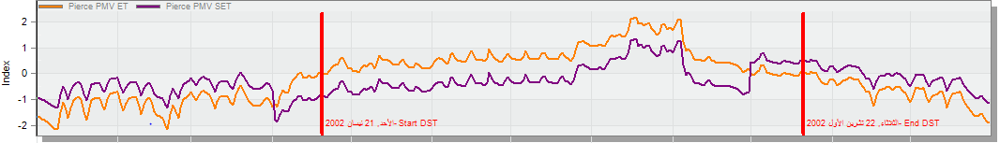 Pierce PMV ET Pierce PMV SET
2
1
0
-1
-2
Index
الأحد, 21 نيسان 2002- Start DST
الثلاثاء, 22 تشرين الأول 2002- End DST